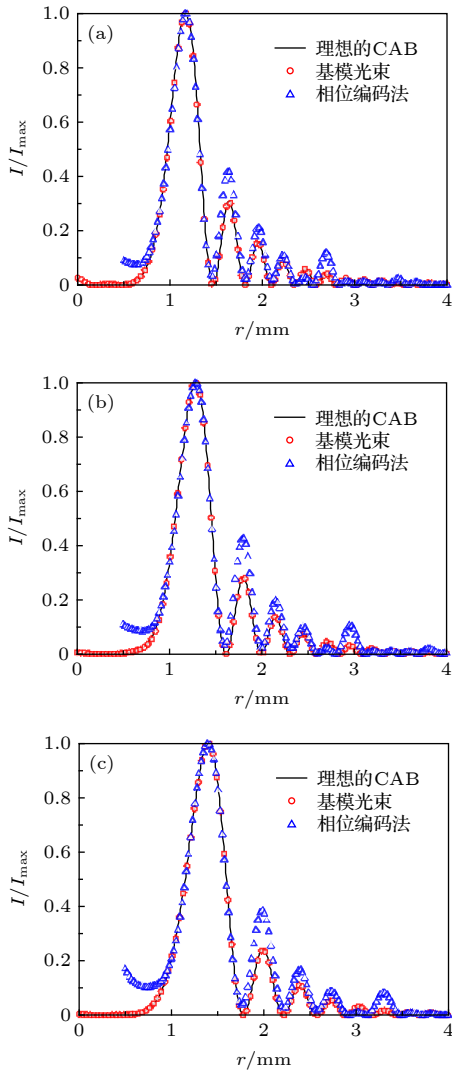 (a)
理想的CAB
基模光束
相位编码法
I/Imax
1.0
0.8
0.6
0.4
0.2
0
0 1 2 3 4
r/mm
(b)
理想的CAB
基模光束
相位编码法
I/Imax
1.0
0.8
0.6
0.4
0.2
0
0 1 2 3 4
r/mm
(c)
理想的CAB
基模光束
相位编码法
I/Imax
1.0
0.8
0.6
0.4
0.2
0
0 1 2 3 4
r/mm